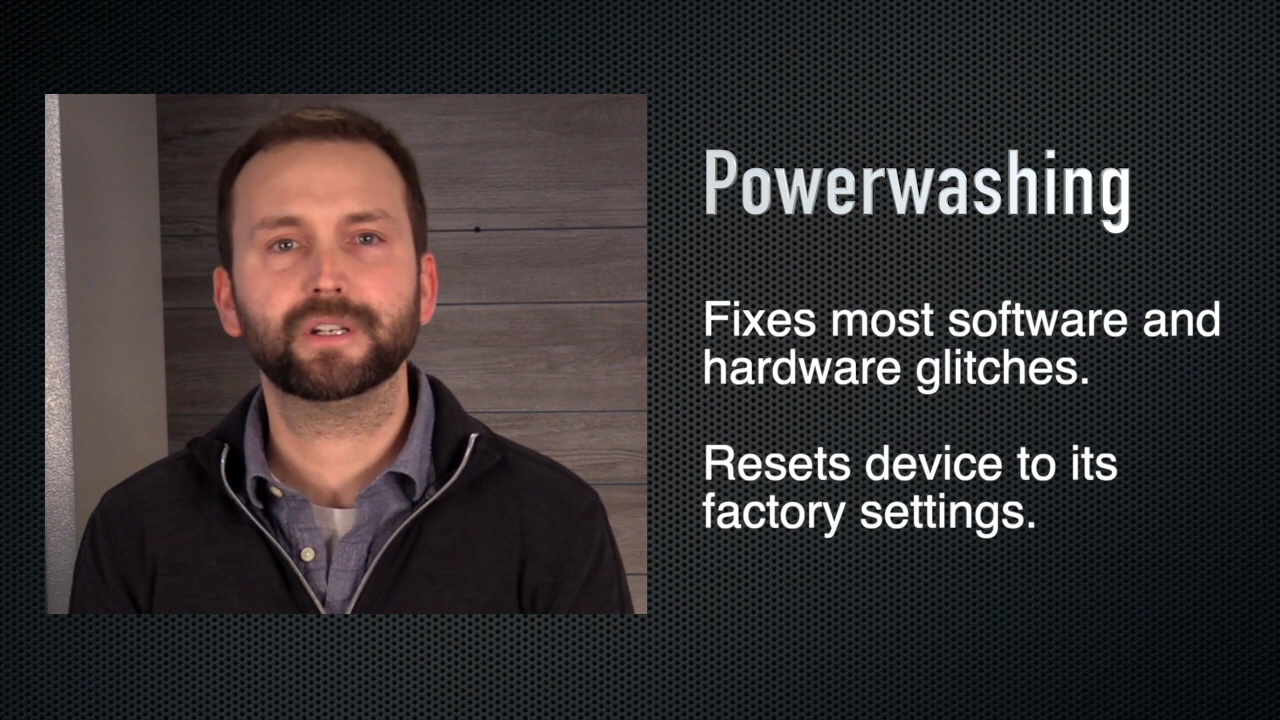 Powerwashing
Fixes most software and
hardware glitches.
Resets device to its
factory settings.